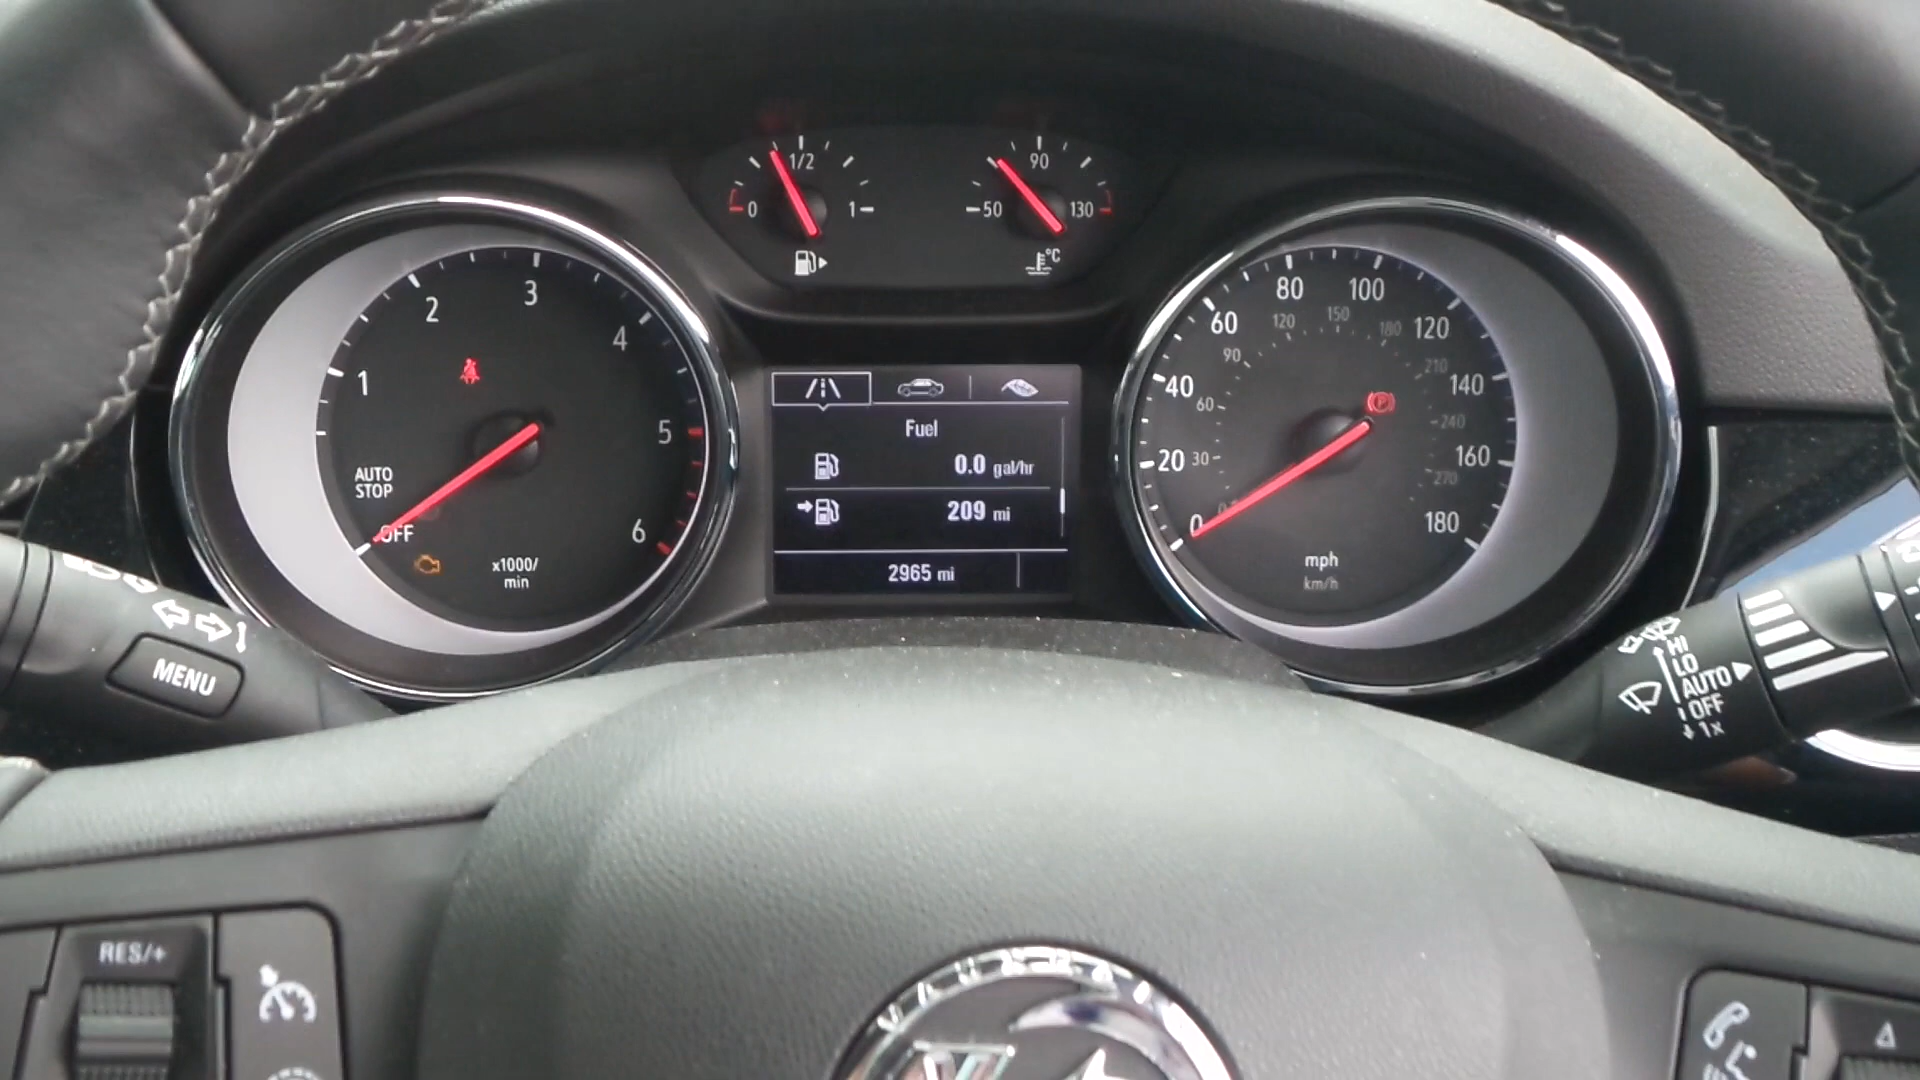 0
1/2
1
50
90
130
°C
1
2
3
4
5
6
AUTO
STOP
OFF
x1000/
min
Fuel
0.0 gal/hr
209 mi
2965 mi
0
20
40
60
80
100
120
140
160
180
30
60
90
120
150
180
210
240
270
mph
km/h
MENU
HI
LO
AUTO
OFF
1x
RES/+
VAUXHALL